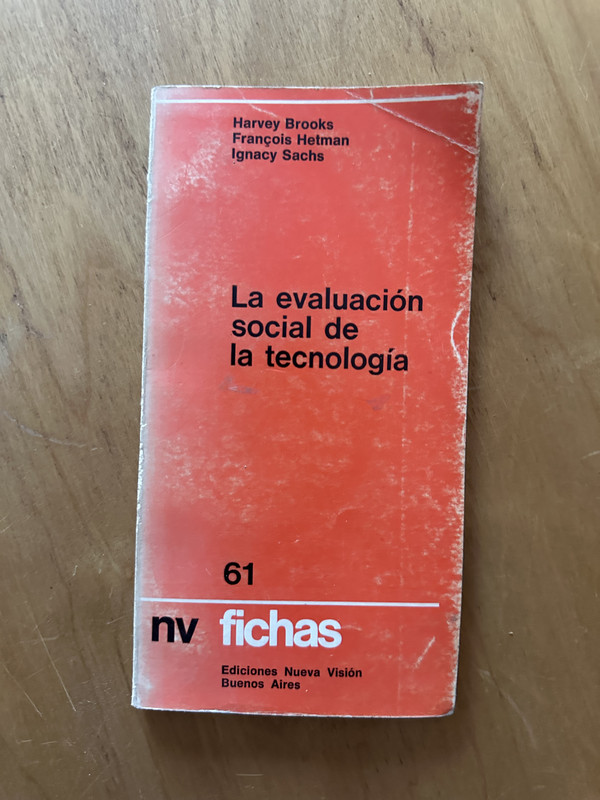 Harvey Brooks
François Hetman
Ignacy Sachs
La evaluación
social de
la tecnología
61
nv fichas
Ediciones Nueva Visión
Buenos Aires